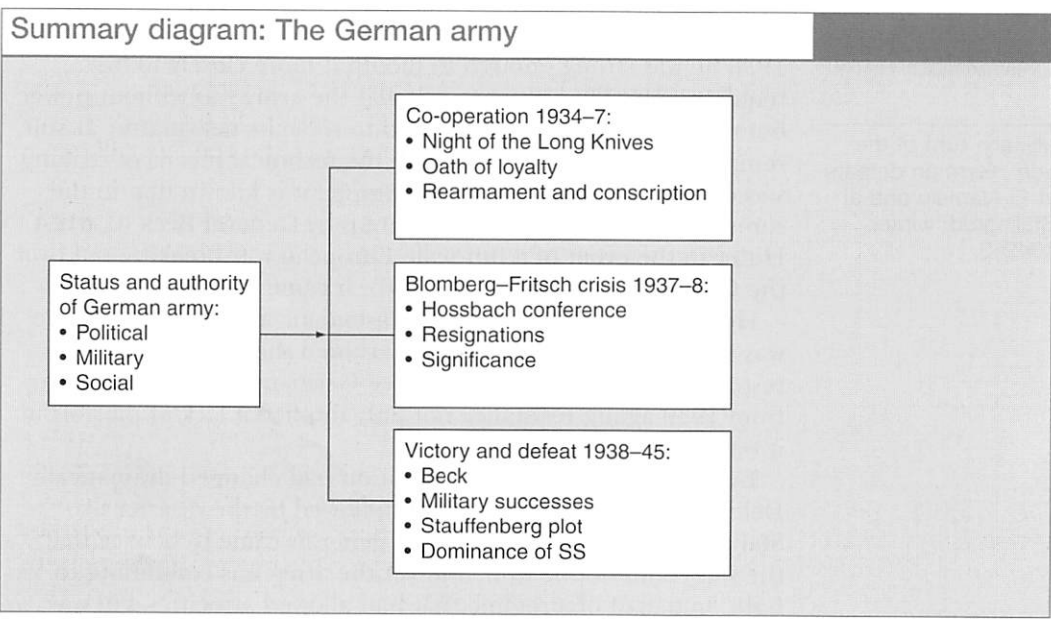 Summary diagram: The German army
Status and authority
of German army:
• Political
• Military
• Social
Co-operation 1934–7:
• Night of the Long Knives
• Oath of loyalty
• Rearmament and conscription
Blomberg–Fritsch crisis 1937–8:
• Hossbach conference
• Resignations
• Significance
Victory and defeat 1938–45:
• Beck
• Military successes
• Stauffenberg plot
• Dominance of SS